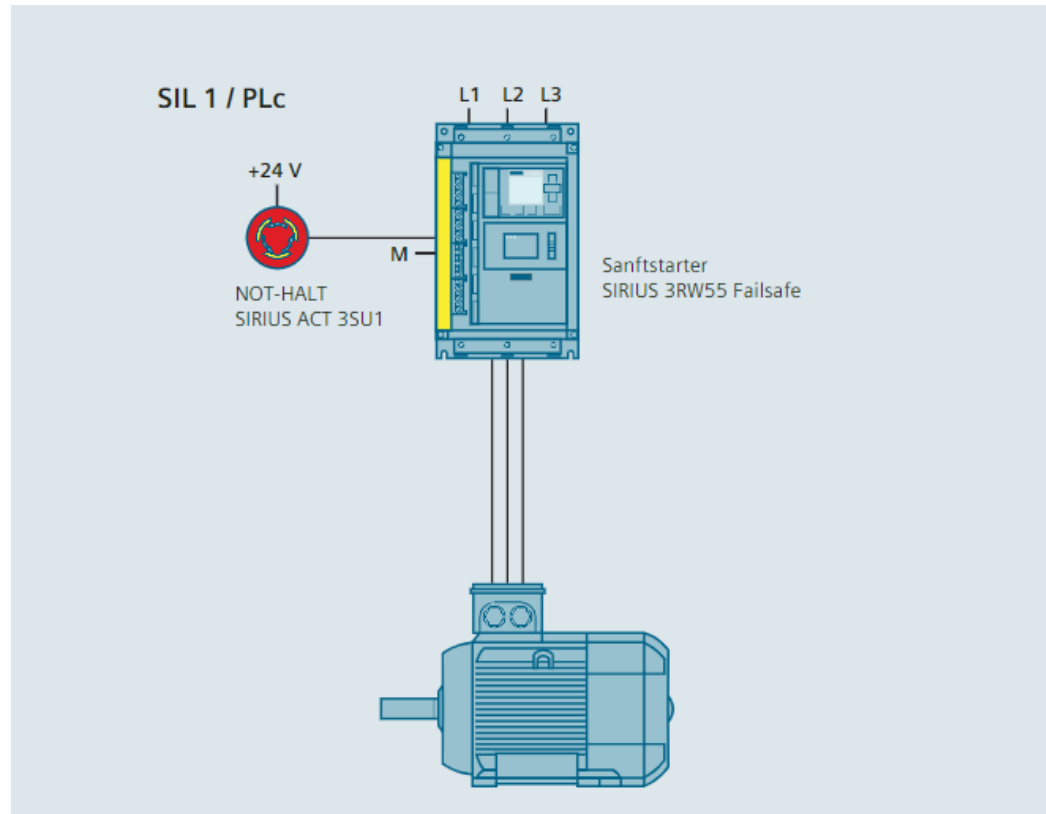 SIL 1 / PLc
L1 L2 L3
+24 V
M
NOT-HALT
SIRIUS ACT 3SU1
Sanftstarter
SIRIUS 3RW55 Failsafe